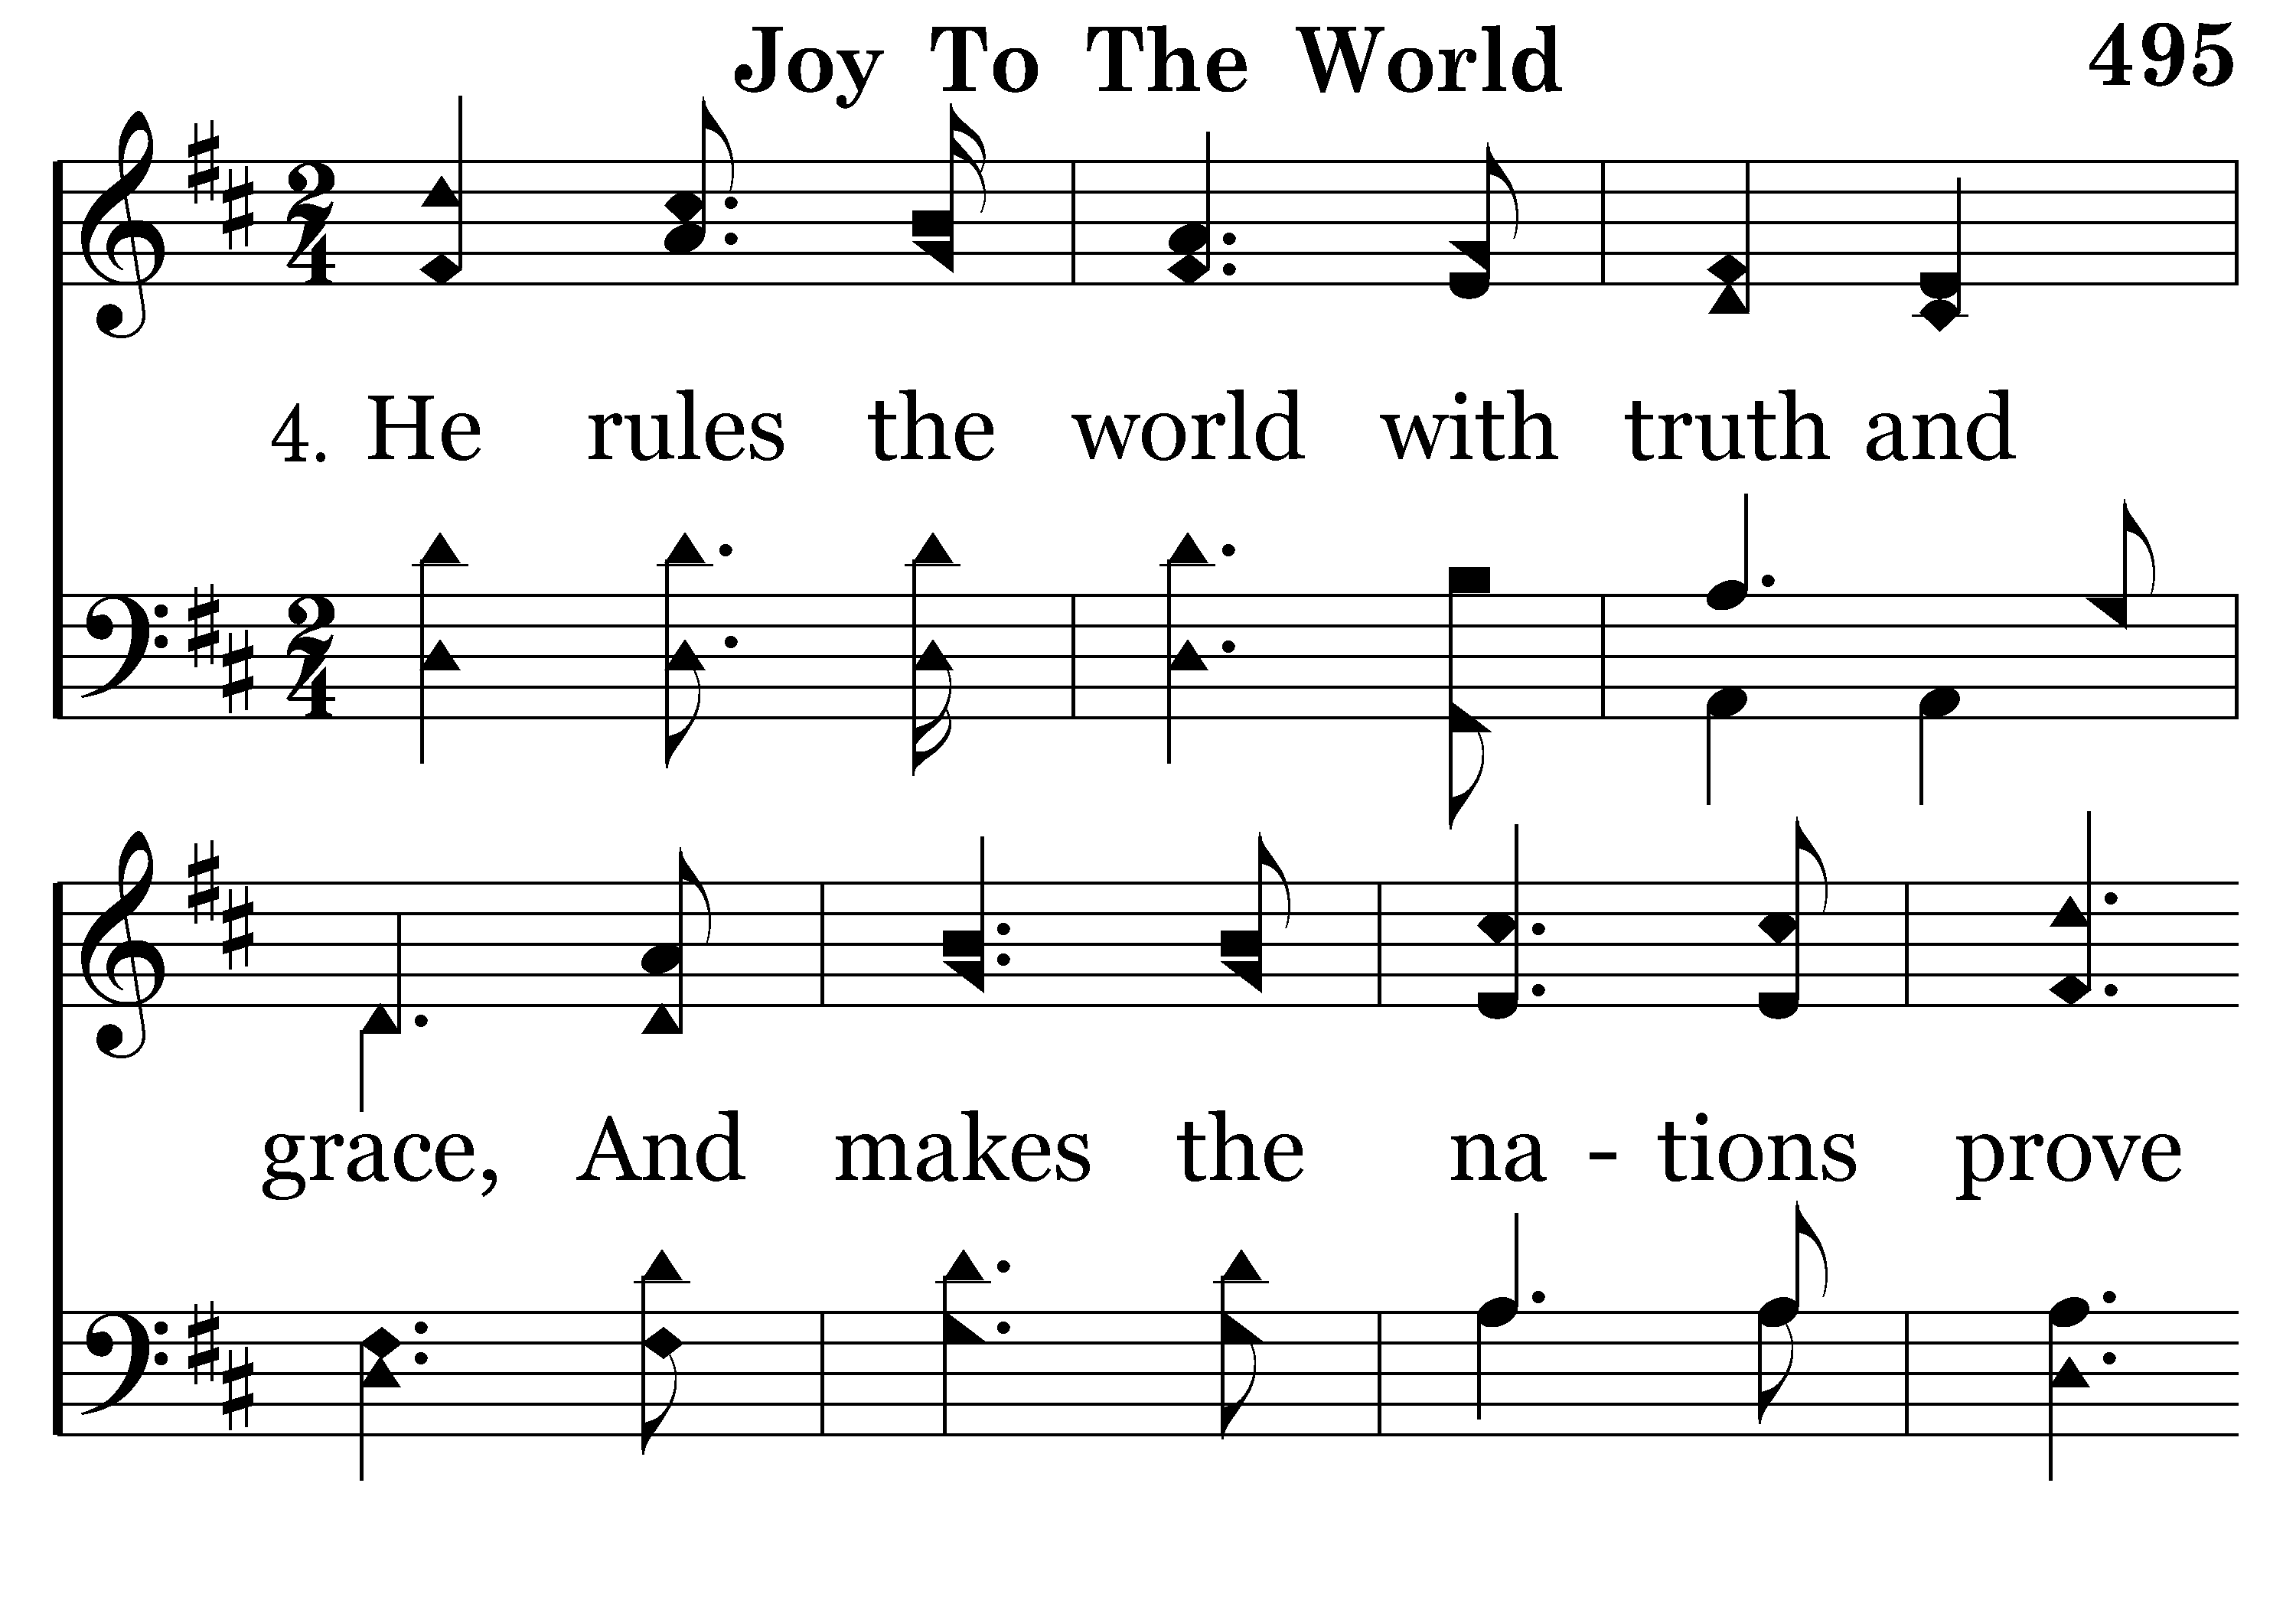 Joy To The World 495
4. He rules the world with truth and
grace, And makes the na - tions prove